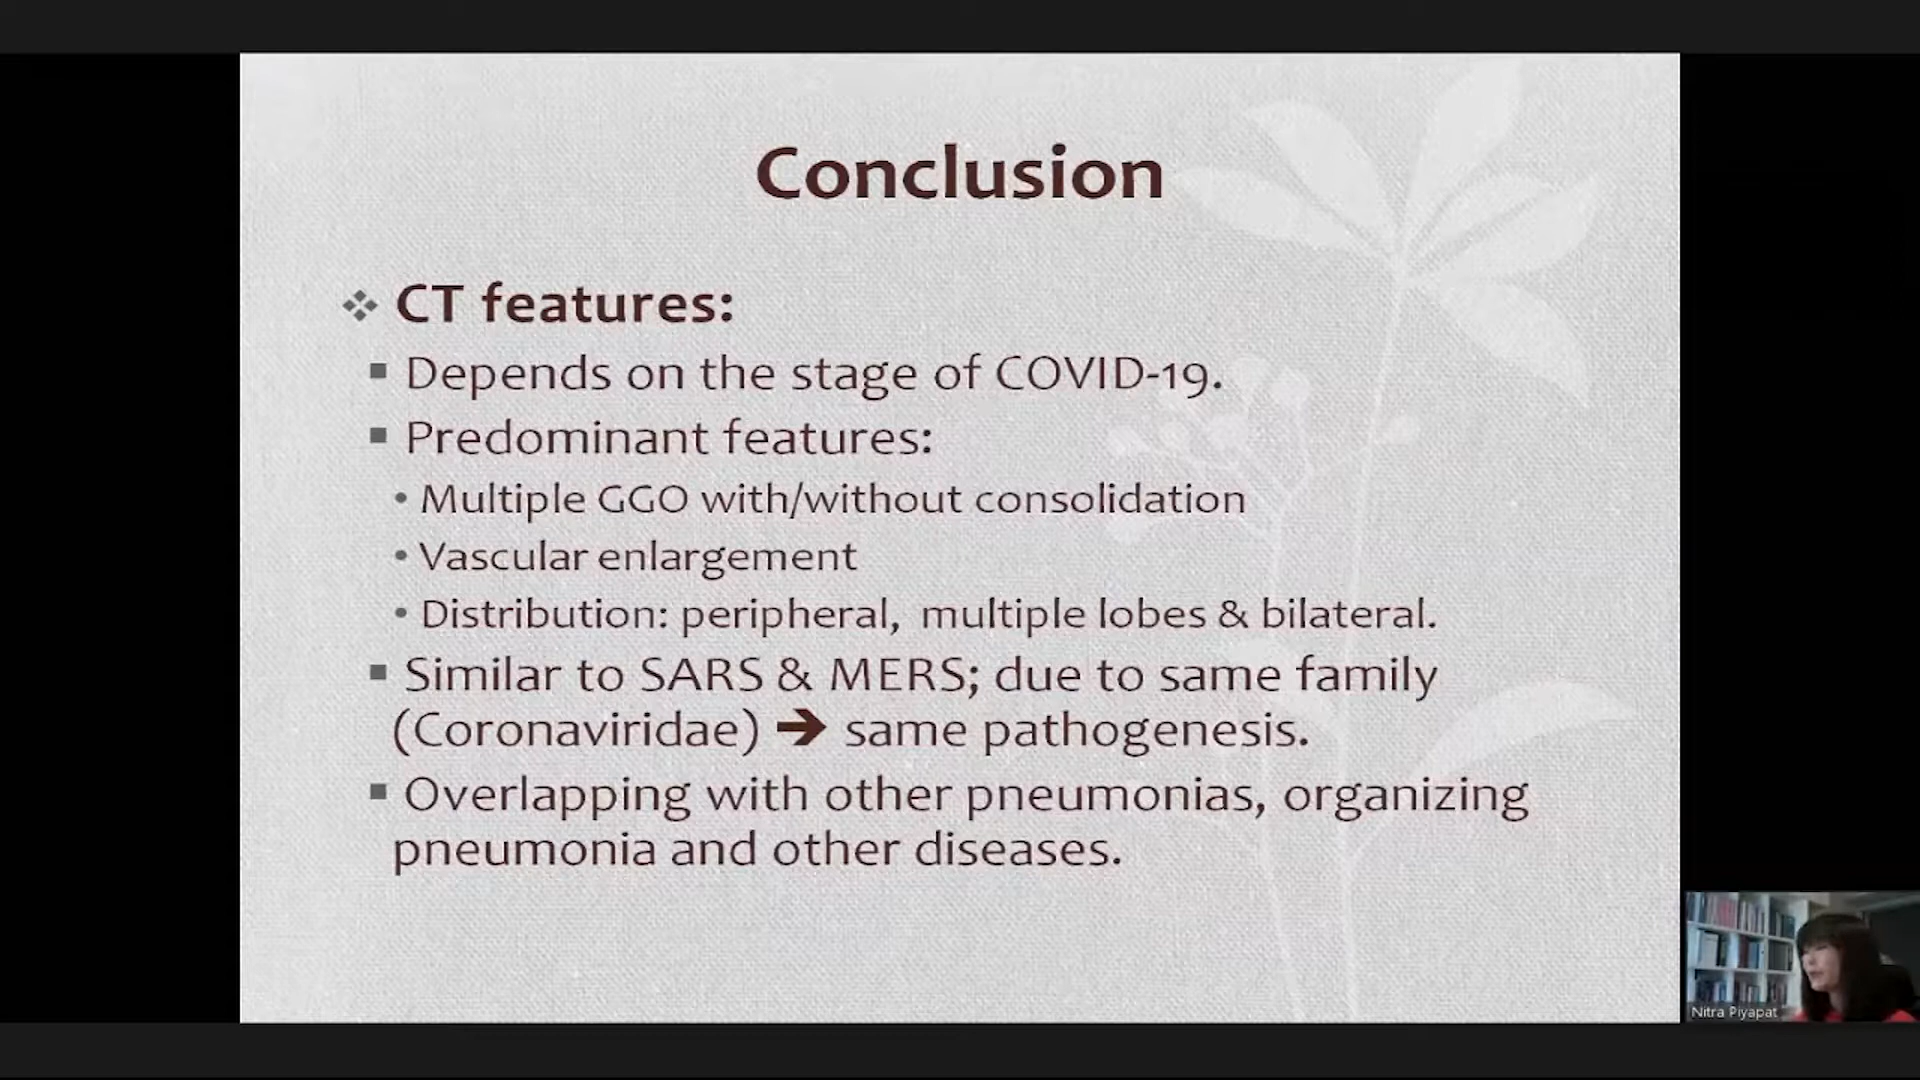 Conclusion
❖ CT features:
▪ Depends on the stage of COVID-19.
▪ Predominant features:
• Multiple GGO with/without consolidation
• Vascular enlargement
• Distribution: peripheral, multiple lobes & bilateral.
▪ Similar to SARS & MERS; due to same family
(Coronaviridae) ➔ same pathogenesis.
▪ Overlapping with other pneumonias, organizing
pneumonia and other diseases.
Nitra Piyapat